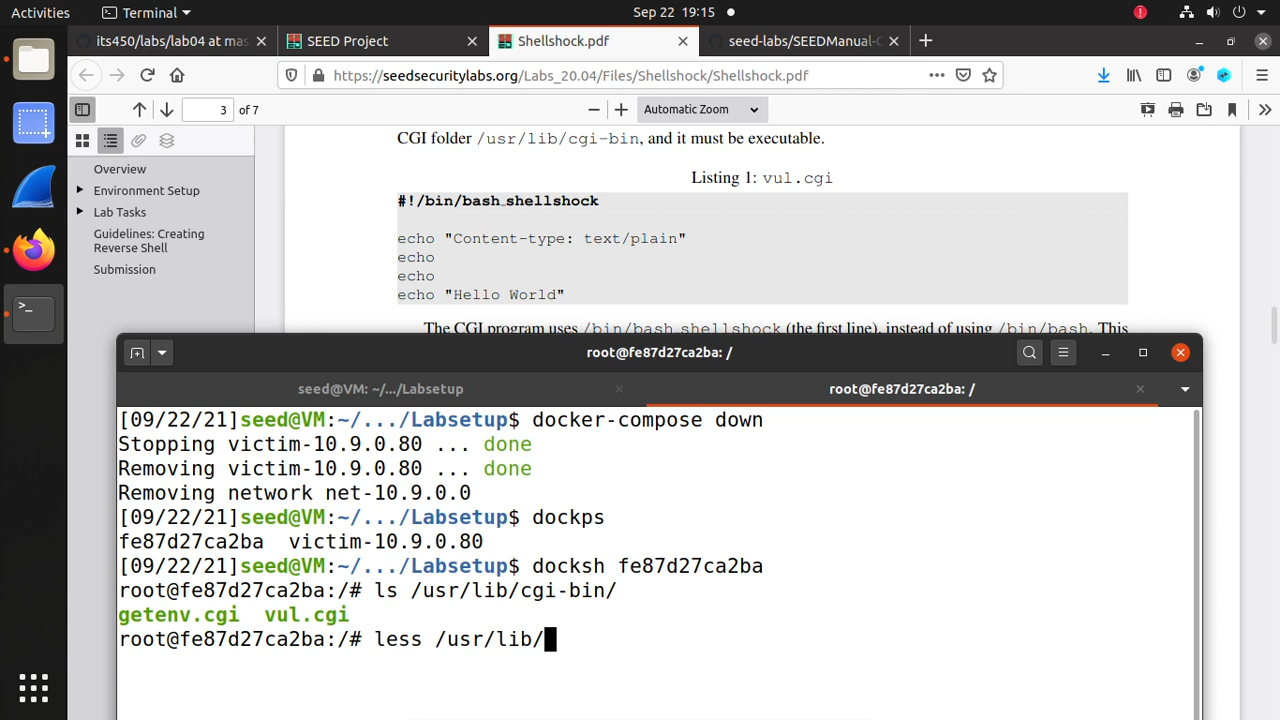 Activities
Terminal
Sep 22 19:15
its450/labs/lab04 at mas
SEED Project
Shellshock.pdf
seed-labs/SEEDManual-C
https://seedsecuritylabs.org/Labs_20.04/Files/Shellshock/Shellshock.pdf
3 of 7
Automatic Zoom
Overview
Environment Setup
Lab Tasks
Guidelines: Creating
Reverse Shell
Submission
CGI folder /usr/lib/cgi-bin, and it must be executable.
Listing 1: vul.cgi
#!/bin/bash_shellshock
echo "Content-type: text/plain"
echo
echo
echo "Hello World"
The CGI program uses /bin/bash_shellshock (the first line), instead of using /bin/bash. This
root@fe87d27ca2ba: /
seed@VM: ~/.../Labsetup
root@fe87d27ca2ba: /
[09/22/21]seed@VM:~/.../Labsetup$ docker-compose down
Stopping victim-10.9.0.80 ... done
Removing victim-10.9.0.80 ... done
Removing network net-10.9.0.0
[09/22/21]seed@VM:~/.../Labsetup$ dockps
fe87d27ca2ba  victim-10.9.0.80
[09/22/21]seed@VM:~/.../Labsetup$ docksh fe87d27ca2ba
root@fe87d27ca2ba:/# ls /usr/lib/cgi-bin/
getenv.cgi  vul.cgi
root@fe87d27ca2ba:/# less /usr/lib/